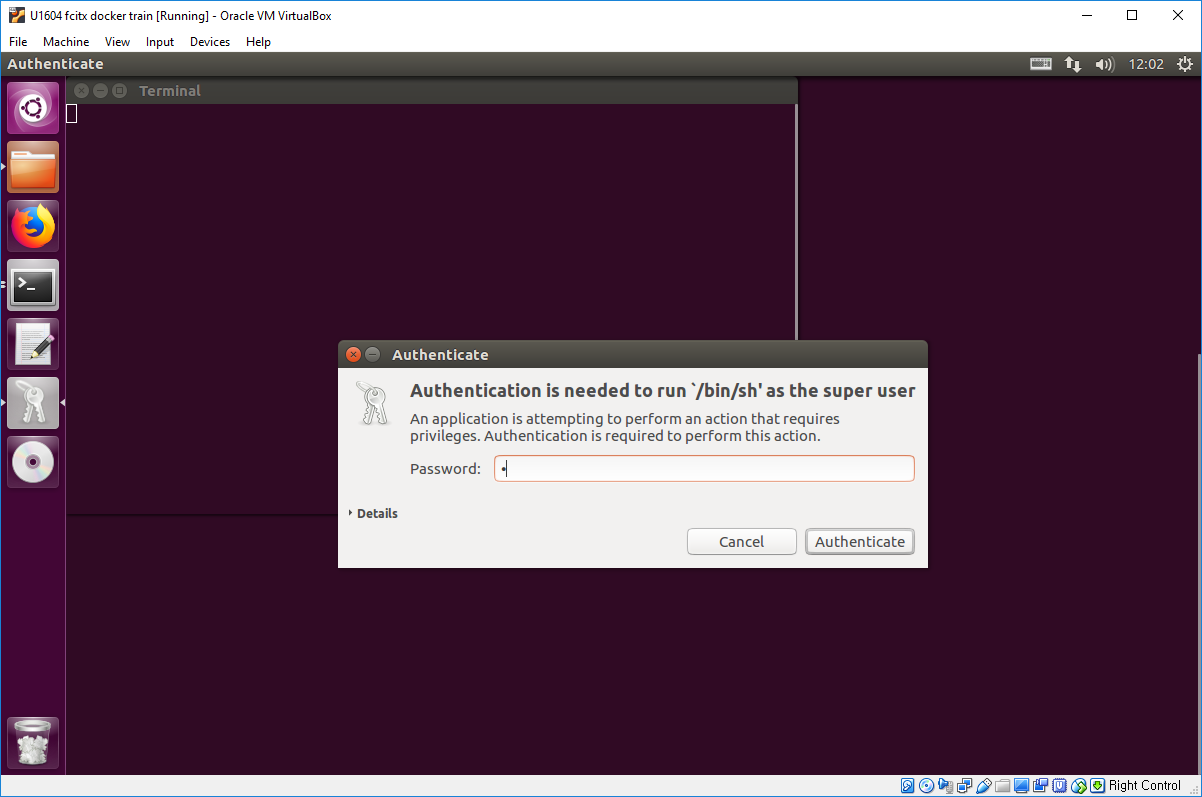 U1604 fcitx docker train [Running] - Oracle VM VirtualBox
File Machine View Input Devices Help
Authenticate 12:02
Terminal
Authenticate
Authentication is needed to run `/bin/sh' as the super user
An application is attempting to perform an action that requires
privileges. Authentication is required to perform this action.
Password: •
Details
Cancel Authenticate
Right Control